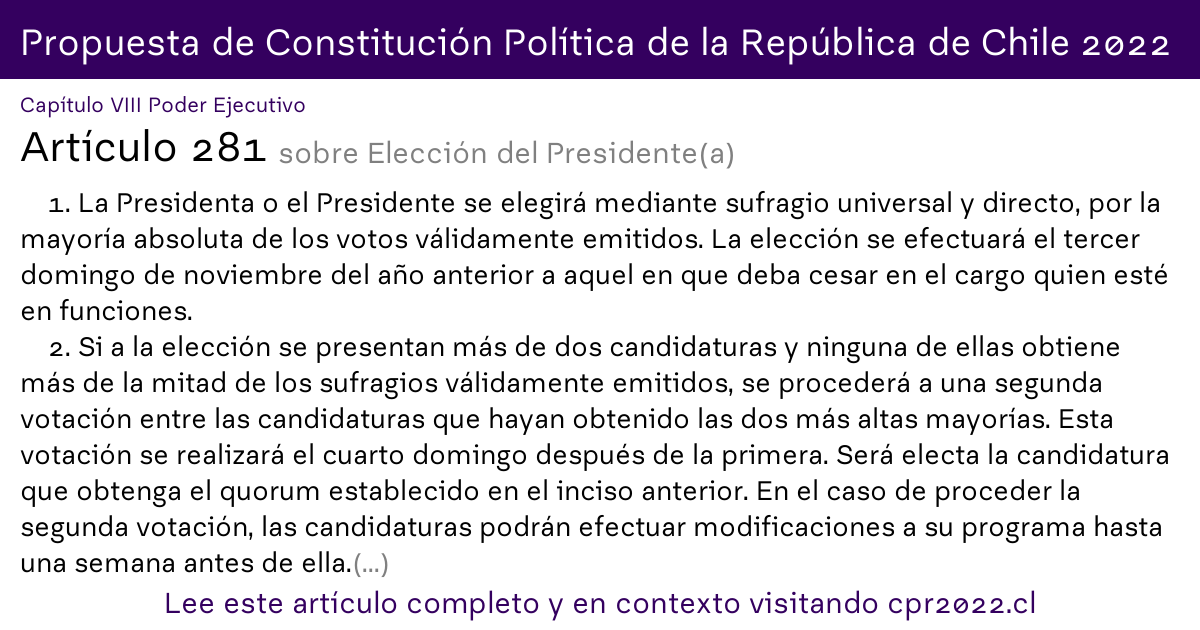 Propuesta de Constitución Política de la República de Chile 2022
Capítulo VIII Poder Ejecutivo
Artículo 281 sobre Elección del Presidente(a)
1. La Presidenta o el Presidente se elegirá mediante sufragio universal y directo, por la
mayoría absoluta de los votos válidamente emitidos. La elección se efectuará el tercer
domingo de noviembre del año anterior a aquel en que deba cesar en el cargo quien esté
en funciones.
2. Si a la elección se presentan más de dos candidaturas y ninguna de ellas obtiene
más de la mitad de los sufragios válidamente emitidos, se procederá a una segunda
votación entre las candidaturas que hayan obtenido las dos más altas mayorías. Esta
votación se realizará el cuarto domingo después de la primera. Será electa la candidatura
que obtenga el quorum establecido en el inciso anterior. En el caso de proceder la
segunda votación, las candidaturas podrán efectuar modificaciones a su programa hasta
una semana antes de ella.(...)
Lee este artículo completo y en contexto visitando cpr2022.cl